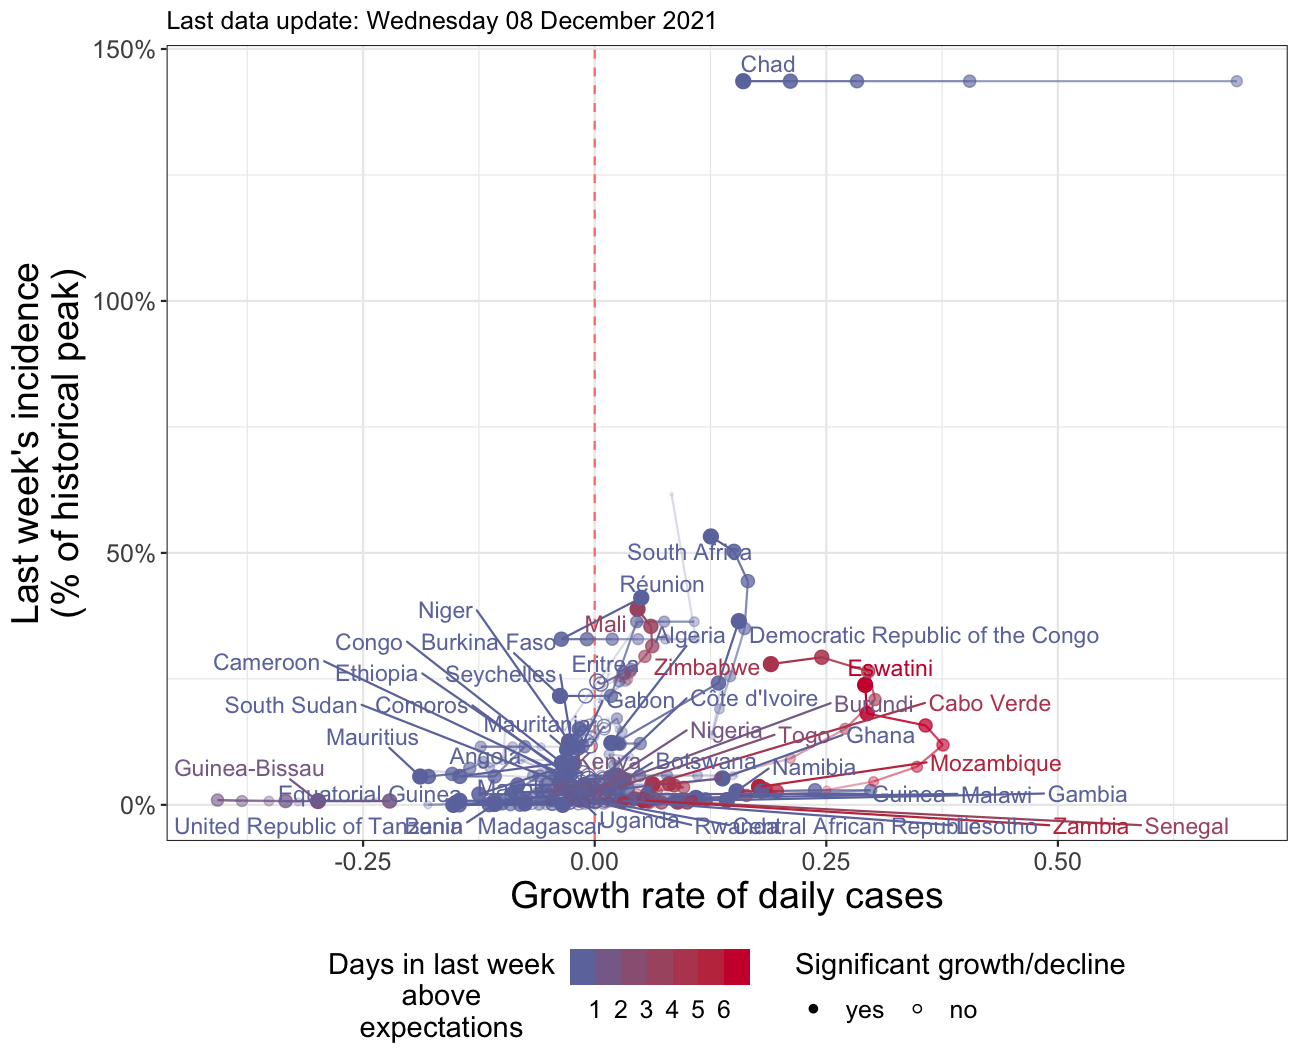 Last data update: Wednesday 08 December 2021
150%
Chad
100%
Last week's incidence
(% of historical peak)
50%
South Africa
Réunion
Niger
Mali
Congo
Burkina Faso
Algeria
Democratic Republic of the Congo
Cameroon
Ethiopia
Seychelles
Eritrea
Zimbabwe
Eswatini
South Sudan
Comoros
Gabon
Côte d'Ivoire
Burundi
Cabo Verde
Mauritius
Mauritania
Nigeria
Togo
Ghana
Angola
Kenya
Botswana
Namibia
Mozambique
Guinea-Bissau
Equatorial Guinea
Guinea
Malawi
Gambia
0%
United Republic of Tanzania
Benin
Madagascar
Uganda
Rwanda
Central African Republic
Lesotho
Zambia
Senegal
-0.25
0.00
0.25
0.50
Growth rate of daily cases
Days in last week
above
expectations
1 2 3 4 5 6
Significant growth/decline
yes
no